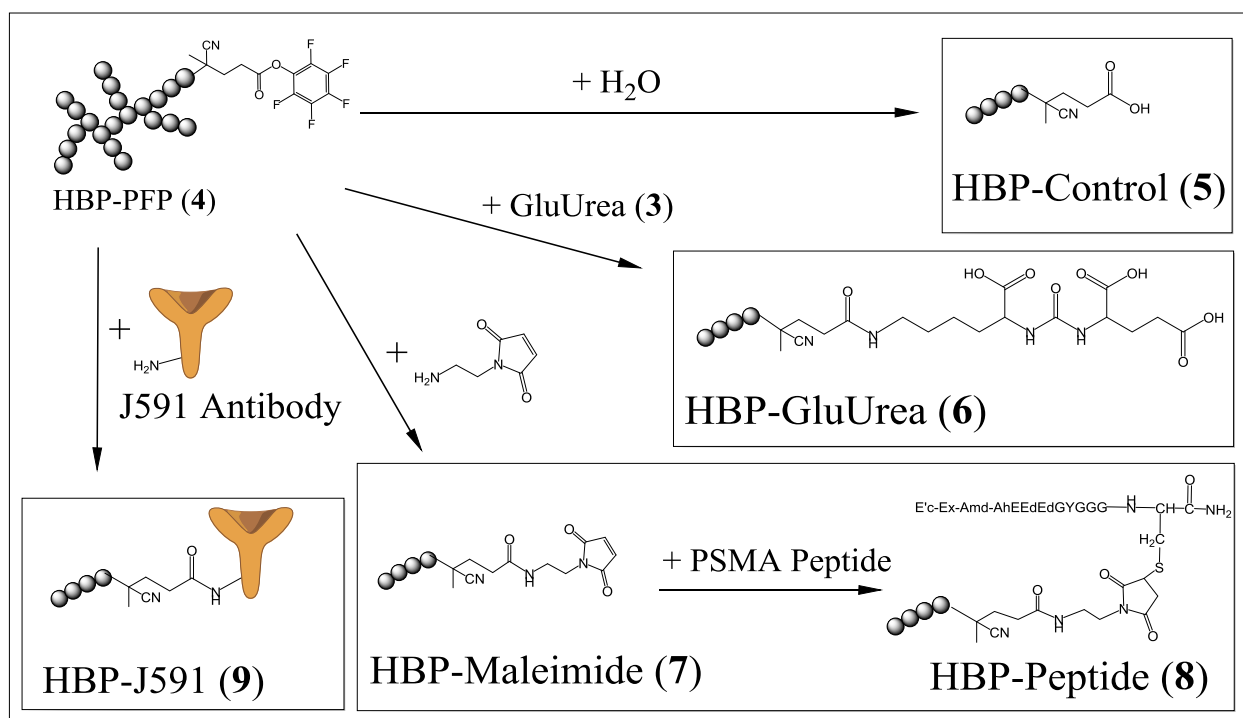 CN
O
O
F
F
F
F
F
HBP-PFP (4)
+ H₂O
O
OH
CN
HBP-Control (5)
+ GluUrea (3)
HO
O
O
OH
O
O
N
H
N
H
N
H
OH
O
CN
HBP-GluUrea (6)
+
H₂N
J591 Antibody
+
O
N
O
H₂N
O
N
H
CN
HBP-J591 (9)
O
O
N
N
H
O
CN
HBP-Maleimide (7)
+ PSMA Peptide
E'c-Ex-Amd-AhEEdEdGYGGG
H
N
CH
O
C
NH₂
H₂C
S
O
O
N
N
H
O
CN
HBP-Peptide (8)